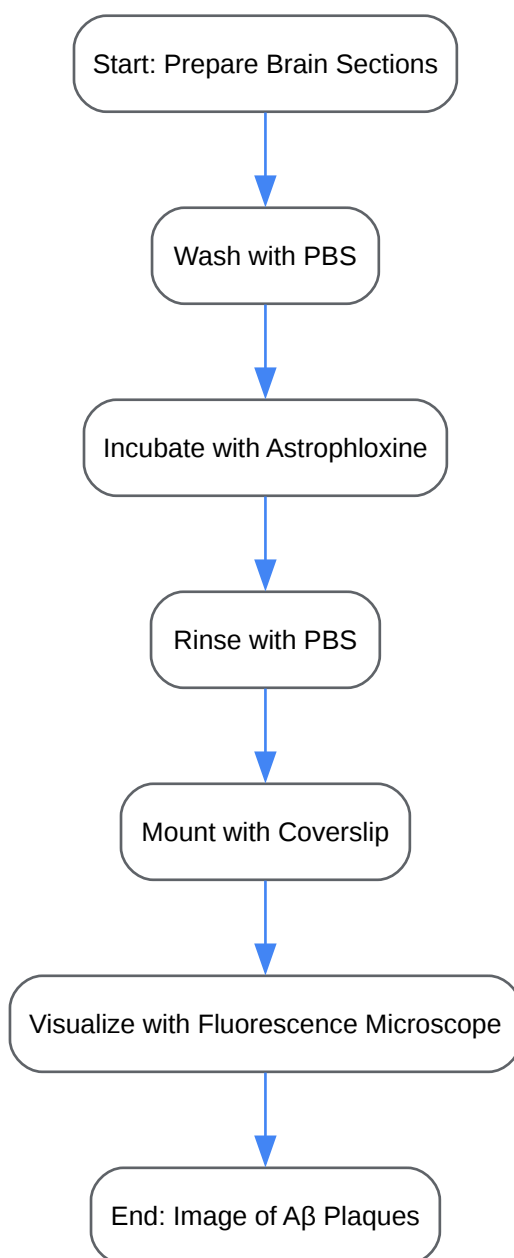 Start: Prepare Brain Sections
Wash with PBS
Incubate with Astrophloxine
Rinse with PBS
Mount with Coverslip
Visualize with Fluorescence Microscope
End: Image of Aβ Plaques